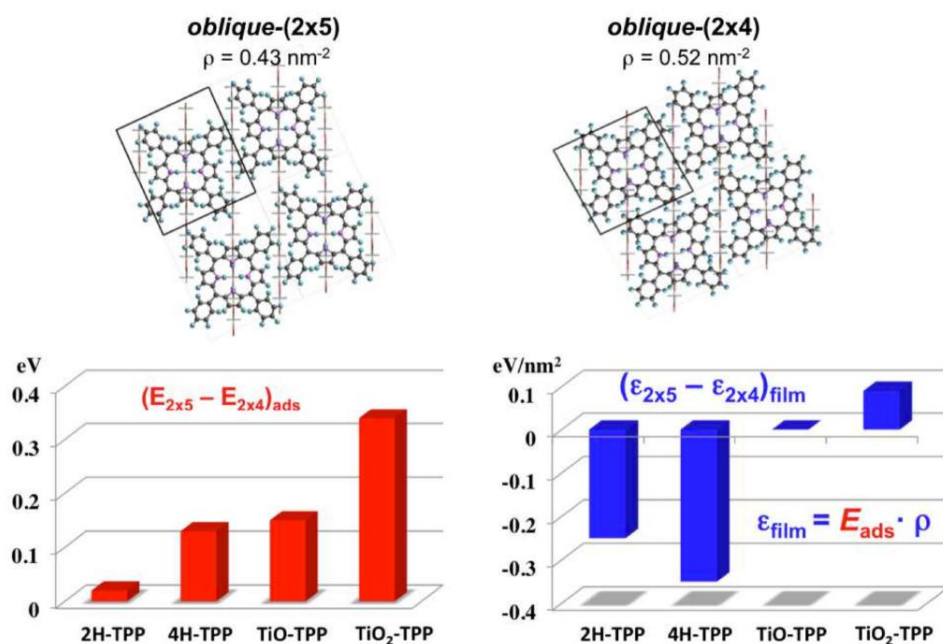 oblique-(2x5)
ρ = 0.43 nm⁻²
oblique-(2x4)
ρ = 0.52 nm⁻²
eV
(E₂ₓ₅ – E₂ₓ₄)ads
0.4
0.3
0.2
0.1
0
2H-TPP 4H-TPP TiO-TPP TiO₂-TPP
eV/nm²
(ε₂ₓ₅ – ε₂ₓ₄)film
0.1
0
-0.1
-0.2
-0.3
-0.4
εfilm = Eads · ρ
2H-TPP 4H-TPP TiO-TPP TiO₂-TPP